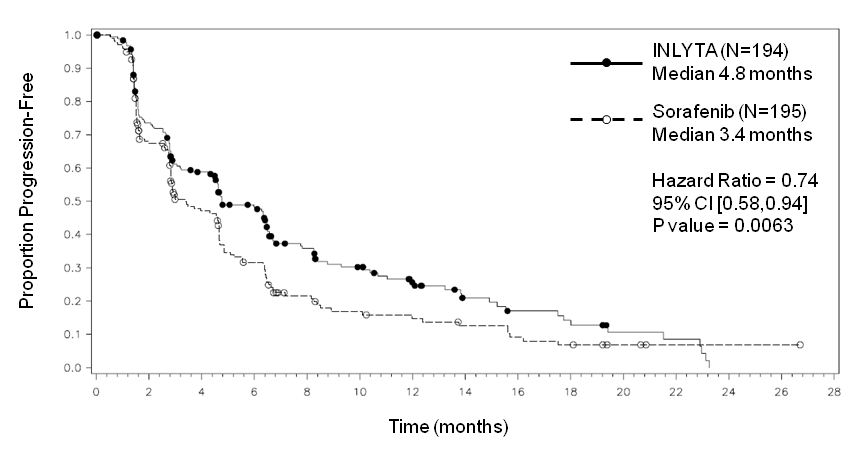 INLYTA (N=194)
Median 4.8 months
Sorafenib (N=195)
Median 3.4 months
Hazard Ratio = 0.74
95% CI [0.58,0.94]
P value = 0.0063
Proportion Progression-Free
1.0
0.9
0.8
0.7
0.6
0.5
0.4
0.3
0.2
0.1
0.0
0 2 4 6 8 10 12 14 16 18 20 22 24 26 28
Time (months)